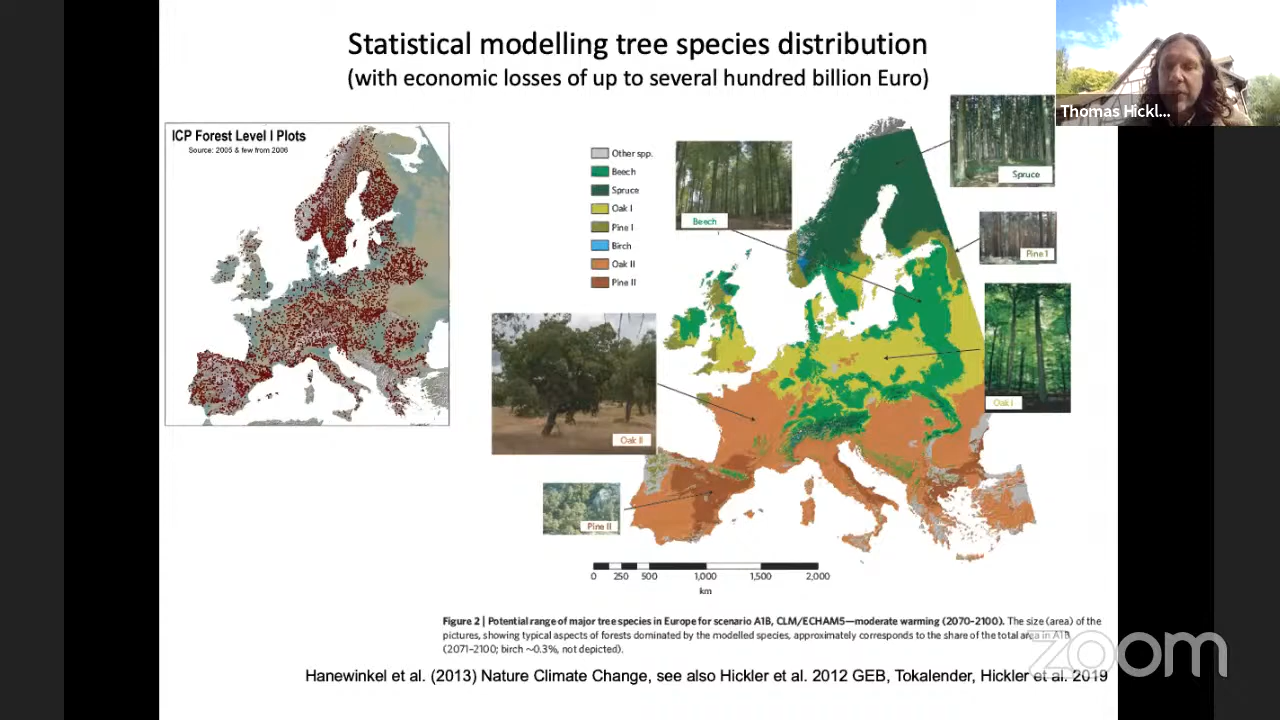 Statistical modelling tree species distribution
(with economic losses of up to several hundred billion Euro)
Thomas Hickl...
ICP Forest Level I Plots
Source: 2005 & few from 2006
Other spp.
Beech
Spruce
Oak I
Pine I
Birch
Oak II
Pine II
Beech
Spruce
Pine I
Oak I
Oak II
Pine II
0 250 500 1,000 1,500 2,000
km
Figure 2 | Potential range of major tree species in Europe for scenario A1B, CLM/ECHAM5—moderate warming (2070–2100). The size (area) of the
pictures, showing typical aspects of forests dominated by the modelled species, approximately corresponds to the share of the total area in A1B
(2071–2100; birch ~0.3%, not depicted).
Hanewinkel et al. (2013) Nature Climate Change, see also Hickler et al. 2012 GEB, Tokalender, Hickler et al. 2019
zoom